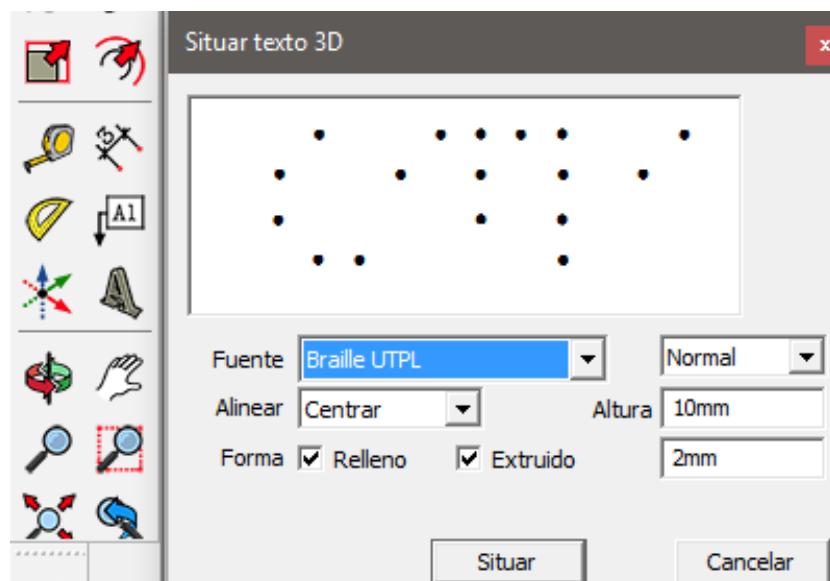 Situar texto 3D
x
A1
Fuente Braille UTPL Normal
Alinear Centrar Altura 10mm
Forma Relleno Extruido 2mm
Situar Cancelar